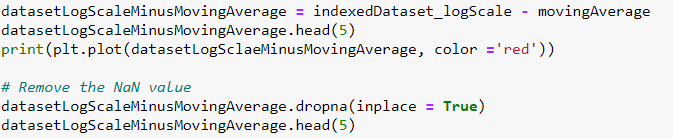 datasetLogScaleMinusMovingAverage = indexedDataset_logScale - movingAverage
datasetLogScaleMinusMovingAverage.head(5)
print(plt.plot(datasetLogSclaeMinusMovingAverage, color ='red'))
# Remove the NaN value
datasetLogScaleMinusMovingAverage.dropna(inplace = True)
datasetLogScaleMinusMovingAverage.head(5)